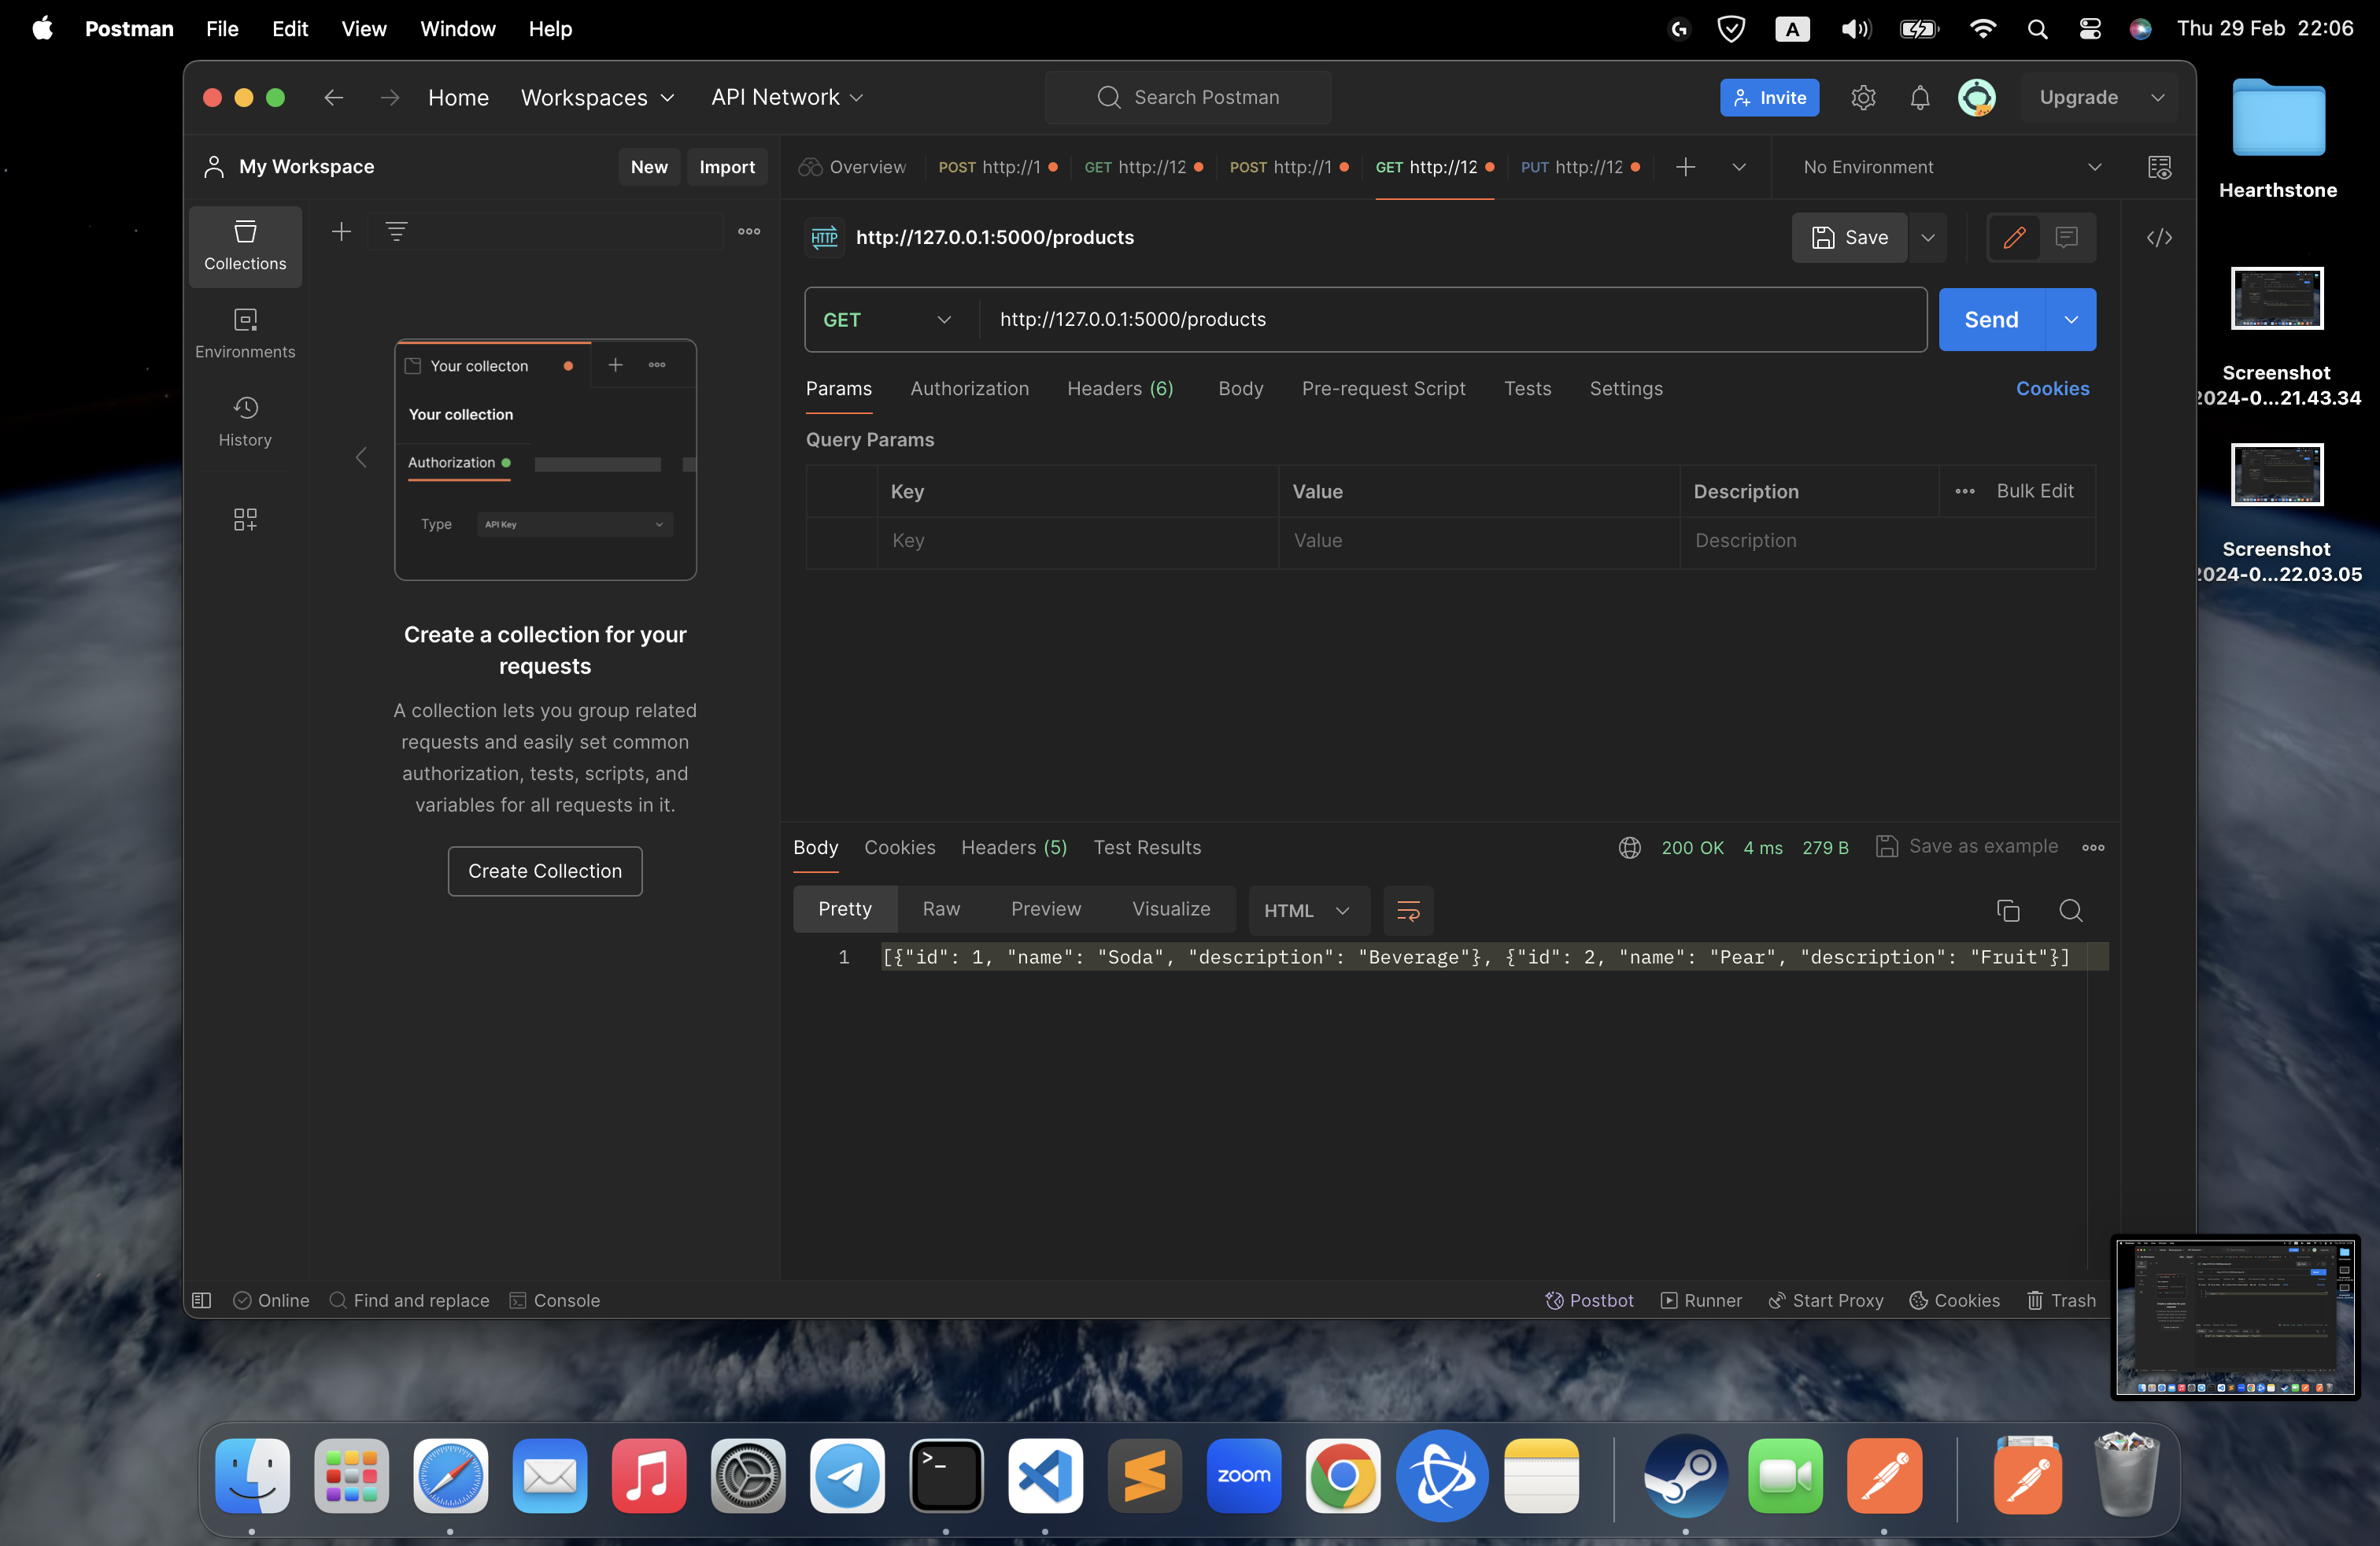 Postman File Edit View Window Help
A
Thu 29 Feb 22:06
Home Workspaces API Network
Search Postman
Invite
Upgrade
My Workspace
New Import
Overview
POST http://1
GET http://12
POST http://1
GET http://12
PUT http://12
No Environment
Collections
Environments
History
Your collecton
Your collection
Authorization
Type
API Key
Create a collection for your
requests
A collection lets you group related
requests and easily set common
authorization, tests, scripts, and
variables for all requests in it.
Create Collection
HTTP
http://127.0.0.1:5000/products
Save
GET
http://127.0.0.1:5000/products
Send
Params Authorization Headers (6) Body Pre-request Script Tests Settings
Cookies
Query Params
Key Value Description
Bulk Edit
Key Value Description
Body Cookies Headers (5) Test Results
200 OK 4 ms 279 B
Save as example
Pretty Raw Preview Visualize
HTML
1
[{"id": 1, "name": "Soda", "description": "Beverage"}, {"id": 2, "name": "Pear", "description": "Fruit"}]
Online Find and replace Console
Postbot Runner Start Proxy Cookies Trash
Hearthstone
Screenshot
2024-0...21.43.34
Screenshot
2024-0...22.03.05
zoom